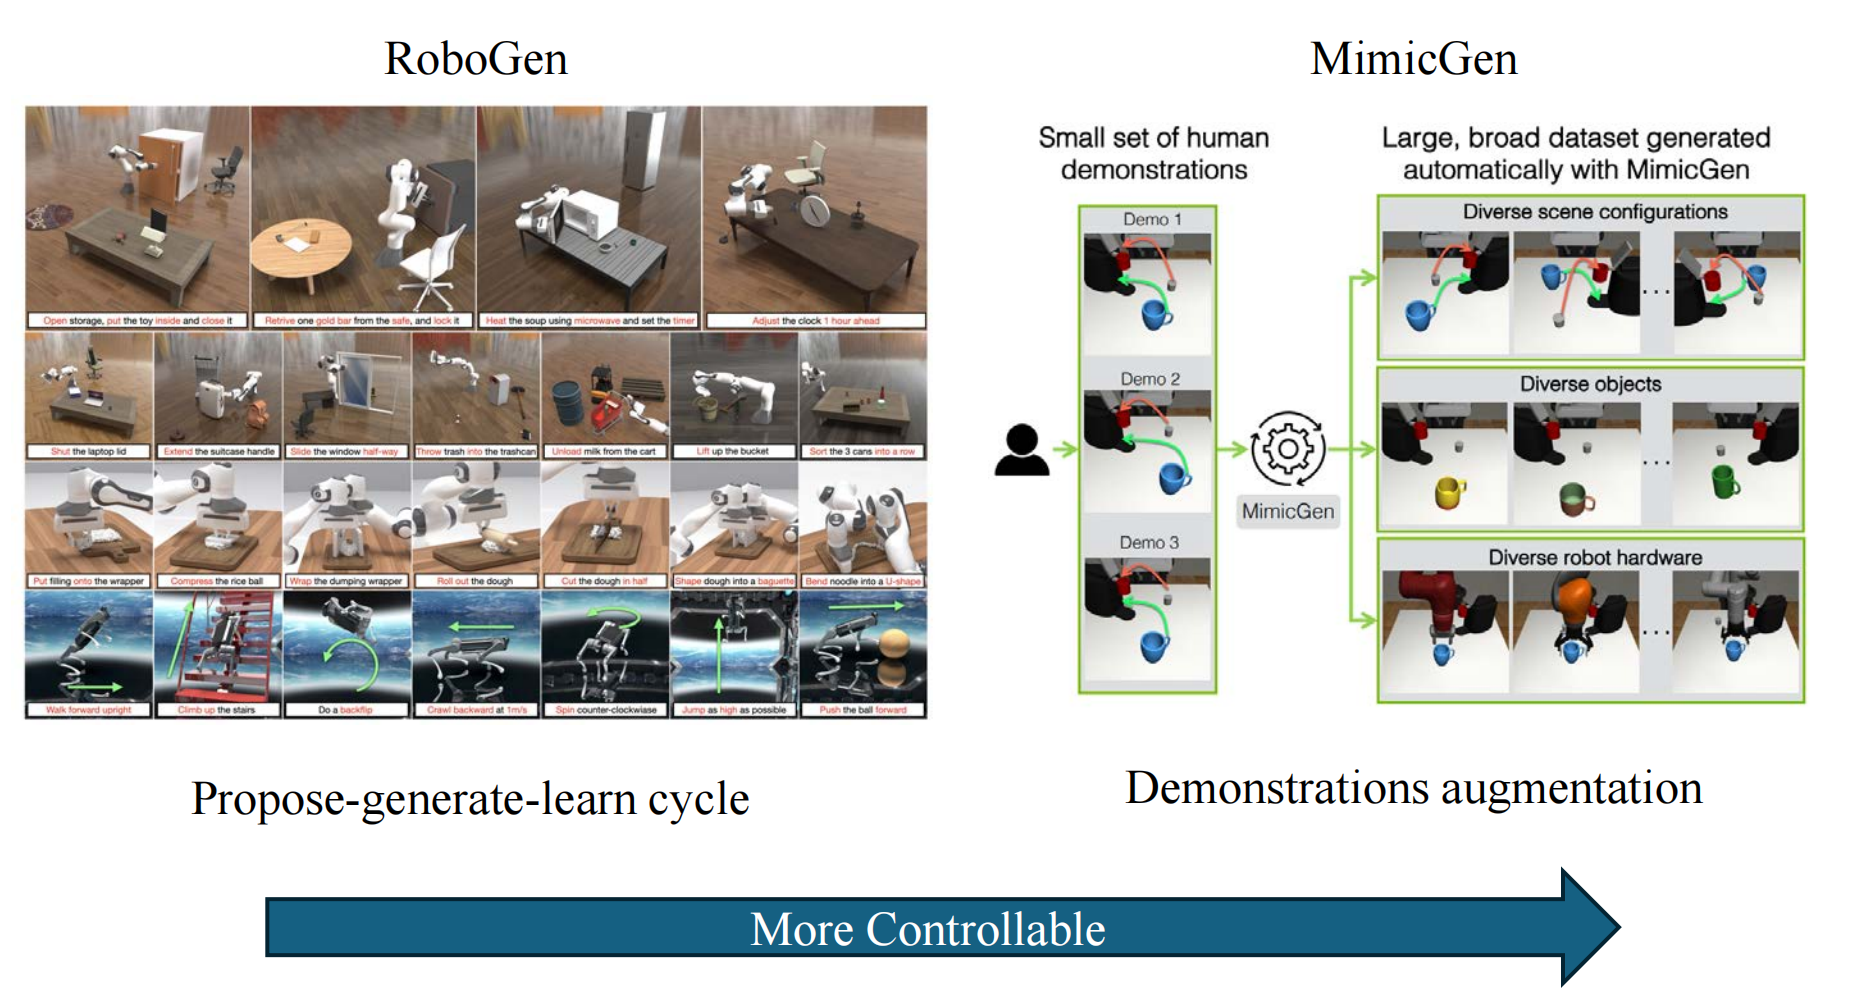 RoboGen
Open storage, put the toy inside and close it
Retrive one gold bar from the safe, and lock it
Heat the soup using microwave and set the timer
Adjust the clock 1 hour ahead
Shut the laptop lid
Extend the suitcase handle
Slide the window half-way
Throw trash into the trashcan
Unload milk from the cart
Lift up the bucket
Sort the 3 cans into a row
Put filling onto the wrapper
Compress the rice ball
Wrap the dumping wrapper
Roll out the dough
Cut the dough in half
Shape dough into a baguette
Bend noodle into a U-shape
Walk forward upright
Climb up the stairs
Do a backflip
Crawl backward at 1m/s
Spin counter-clockwiase
Jump as high as possible
Push the ball forward
Propose-generate-learn cycle
MimicGen
Small set of human
demonstrations
Demo 1
Demo 2
Demo 3
MimicGen
Large, broad dataset generated
automatically with MimicGen
Diverse scene configurations
...
Diverse objects
...
Diverse robot hardware
...
Demonstrations augmentation
More Controllable